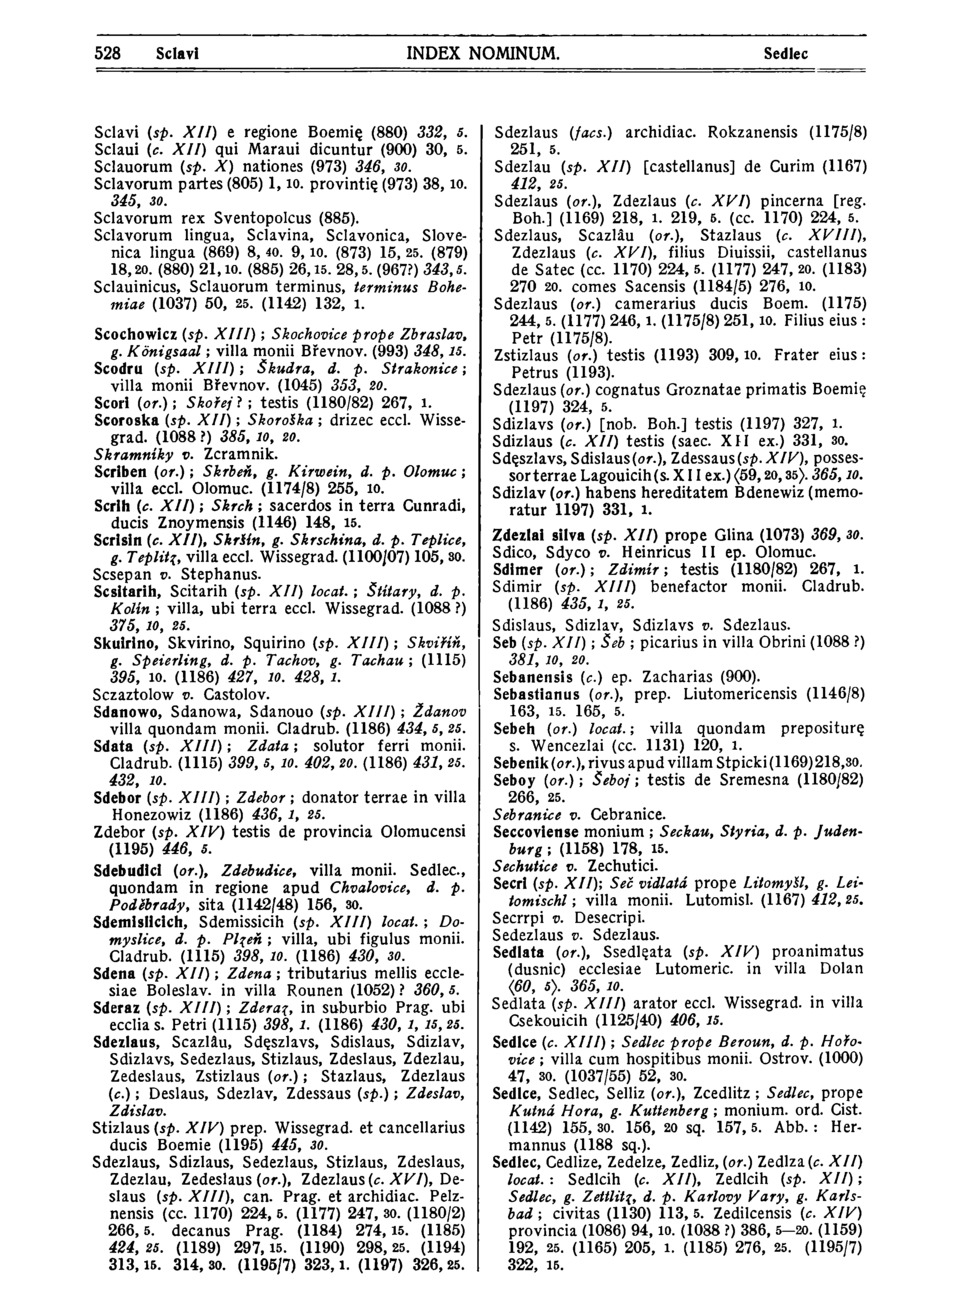 528 Sclavi INDEX NOMINUM. Sedlec
Sclavi (sp. XII) e regione Boemię (880) 332, 5.
Sclaui (c. XII) qui Maraui dicuntur (900) 30, 5.
Sclauorum (sp. X) nationes (973) 346, 30.
Sclavorum partes (805) 1, 10. provintię (973) 38, 10.
345, 30.
Sclavorum rex Sventopolcus (885).
Sclavorum lingua, Sclavina, Sclavonica, Slove-
nica lingua (869) 8, 40. 9, 10. (873) 15, 25. (879)
18, 20. (880) 21, 10. (885) 26, 15. 28, 5. (967?) 343, 5.
Sclauinicus, Sclauorum terminus, terminus Bohe-
miae (1037) 50, 25. (1142) 132, 1.
Scochowicz (sp. XIII) ; Skochovice prope Zbraslav,
g. Königsaal ; villa monii Břevnov. (993) 348, 15.
Scodru (sp. XIII) ; Škudra, d. p. Strakonice ;
villa monii Břevnov. (1045) 353, 20.
Scori (or.) ; Skořej? ; testis (1180/82) 267, 1.
Scoroska (sp. XII) ; Skoroška ; drizec eccl. Wisse-
grad. (1088 ?) 385, 10, 20.
Skramníky v. Zcramnik.
Scriben (or.) ; Skrbeň, g. Kirwein, d. p. Olomuc ;
villa eccl. Olomuc. (1174/8) 255, 10.
Scrih (c. XII) ; Skrch ; sacerdos in terra Cunradi,
ducis Znoymensis (1146) 148, 15.
Scrisin (c. XII), Skršín, g. Skrschina, d. p. Teplice,
g. Teplitz, villa eccl. Wissegrad. (1100/07) 105, 30.
Scsepan v. Stephanus.
Scsitarih, Scitarih (sp. XII) locat. ; Štítary, d. p.
Kolín ; villa, ubi terra eccl. Wissegrad. (1088 ?)
375, 10, 25.
Skuirino, Skvirino, Squirino (sp. XIII) ; Skviřín,
g. Speierling, d. p. Tachov, g. Tachau ; (1115)
395, 10. (1186) 427, 10. 428, 1.
Sczaztolow v. Castolov.
Sdanowo, Sdanowa, Sdanouo (sp. XIII) ; Ždanov
villa quondam monii. Cladrub. (1186) 434, 5, 25.
Sdata (sp. XIII) ; Zdata ; solutor ferri monii.
Cladrub. (1115) 399, 5, 10. 402, 20. (1186) 431, 25.
432, 10.
Sdebor (sp. XIII) ; Zdebor ; donator terrae in villa
Honezowiz (1186) 436, 1, 25.
Zdebor (sp. XIV) testis de provincia Olomucensi
(1195) 446, 5.
Sdebudici (or.), Zdebudice, villa monii. Sedlec.,
quondam in regione apud Chvalovice, d. p.
Poděbrady, sita (1142/48) 156, 30.
Sdemislicich, Sdemissicih (sp. XIII) locat. ; Do-
myslice, d. p. Plzeň ; villa, ubi figulus monii.
Cladrub. (1115) 398, 10. (1186) 430, 30.
Sdena (sp. XII) ; Zdena ; tributarius mellis eccle-
siae Boleslav. in villa Rounen (1052) ? 360, 5.
Sderaz (sp. XIII) ; Zderaz, in suburbio Prag. ubi
ecclia s. Petri (1115) 398, 1. (1186) 430, 1, 15, 25.
Sdezlaus, Scazlâu, Sdęszlavs, Sdislaus, Sdizlav,
Sdizlavs, Sedezlaus, Stizlaus, Zdeslaus, Zdezlau,
Zedeslaus, Zstizlaus (or.) ; Stazlaus, Zdezlaus
(c.) ; Deslaus, Sdezlav, Zdessaus (sp.) ; Zdeslav,
Zdislav.
Stizlaus (sp. XIV) prep. Wissegrad. et cancellarius
ducis Boemie (1195) 445, 30.
Sdezlaus, Sdizlaus, Sedezlaus, Stizlaus, Zdeslaus,
Zdezlau, Zedeslaus (or.), Zdezlaus (c. XVI), De-
slaus (sp. XIII), can. Prag. et archidiac. Pelz-
nensis (cc. 1170) 224, 5. (1177) 247, 30. (1180/2)
266, 5. decanus Prag. (1184) 274, 15. (1185)
424, 25. (1189) 297, 15. (1190) 298, 25. (1194)
313, 15. 314, 30. (1195/7) 323, 1. (1197) 326, 25.
Sdezlaus (facs.) archidiac. Rokzanensis (1175/8)
251, 5.
Sdezlau (sp. XII) [castellanus] de Curim (1167)
412, 25.
Sdezlaus (or.), Zdezlaus (c. XVI) pincerna [reg.
Boh.] (1169) 218, 1. 219, 5. (cc. 1170) 224, 5.
Sdezlaus, Scazlâu (or.), Stazlaus (c. XVIII),
Zdezlaus (c. XVI), filius Diuissii, castellanus
de Satec (cc. 1170) 224, 5. (1177) 247, 20. (1183)
270 20. comes Sacensis (1184/5) 276, 10.
Sdezlaus (or.) camerarius ducis Boem. (1175)
244, 5. (1177) 246, 1. (1175/8) 251, 10. Filius eius :
Petr (1175/8).
Zstizlaus (or.) testis (1193) 309, 10. Frater eius :
Petrus (1193).
Sdezlaus (or.) cognatus Groznatae primatis Boemię
(1197) 324, 5.
Sdizlavs (or.) [nob. Boh.] testis (1197) 327, 1.
Sdizlaus (c. XII) testis (saec. XII ex.) 331, 30.
Sdęszlavs, Sdislaus (or.), Zdessaus (sp. XIV), posses-
sor terrae Lagouicih (s. XII ex.) ⟨59, 20, 35⟩. 365, 10.
Sdizlav (or.) habens hereditatem Bdenewiz (memo-
ratur 1197) 331, 1.
Zdezlai silva (sp. XII) prope Glina (1073) 369, 30.
Sdico, Sdyco v. Heinricus II ep. Olomuc.
Sdimer (or.) ; Zdimír ; testis (1180/82) 267, 1.
Sdimir (sp. XIII) benefactor monii. Cladrub.
(1186) 435, 1, 25.
Sdislaus, Sdizlav, Sdizlavs v. Sdezlaus.
Seb (sp. XII) ; Šeb ; picarius in villa Obrini (1088 ?)
381, 10, 20.
Sebanensis (c.) ep. Zacharias (900).
Sebastianus (or.), prep. Liutomericensis (1146/8)
163, 15. 165, 5.
Sebeh (or.) locat. ; villa quondam prepositurę
s. Wencezlai (cc. 1131) 120, 1.
Sebenik (or.), rivus apud villam Stpicki (1169) 218, 30.
Seboy (or.) ; Šeboj ; testis de Sremesna (1180/82)
266, 25.
Sebranice v. Cebranice.
Seccoviense monium ; Seckau, Styria, d. p. Juden-
burg ; (1158) 178, 15.
Sechutice v. Zechutici.
Secri (sp. XII); Seč vidlatá prope Litomyšl, g. Lei-
tomischl ; villa monii. Lutomisl. (1167) 412, 25.
Secrrpi v. Desecripi.
Sedezlaus v. Sdezlaus.
Sedlata (or.), Ssedlęata (sp. XIV) proanimatus
(dusnic) ecclesiae Lutomeric. in villa Dolan
⟨60, 5⟩. 365, 10.
Sedlata (sp. XIII) arator eccl. Wissegrad. in villa
Csekouicih (1125/40) 406, 15.
Sedlce (c. XIII) ; Sedlec prope Beroun, d. p. Hořo-
vice ; villa cum hospitibus monii. Ostrov. (1000)
47, 30. (1037/55) 52, 30.
Sedlce, Sedlec, Selliz (or.), Zcedlitz ; Sedlec, prope
Kutná Hora, g. Kuttenberg ; monium. ord. Cist.
(1142) 155, 30. 156, 20 sq. 157, 5. Abb. : Her-
mannus (1188 sq.).
Sedlec, Cedlize, Zedelze, Zedliz, (or.) Zedlza (c. XII)
locat. : Sedlcih (c. XII), Zedlcih (sp. XII) ;
Sedlec, g. Zettlitz, d. p. Karlovy Vary, g. Karls-
bad ; civitas (1130) 113, 5. Zedilcensis (c. XIV)
provincia (1086) 94, 10. (1088 ?) 386, 5—20. (1159)
192, 25. (1165) 205, 1. (1185) 276, 25. (1195/7)
322, 15.